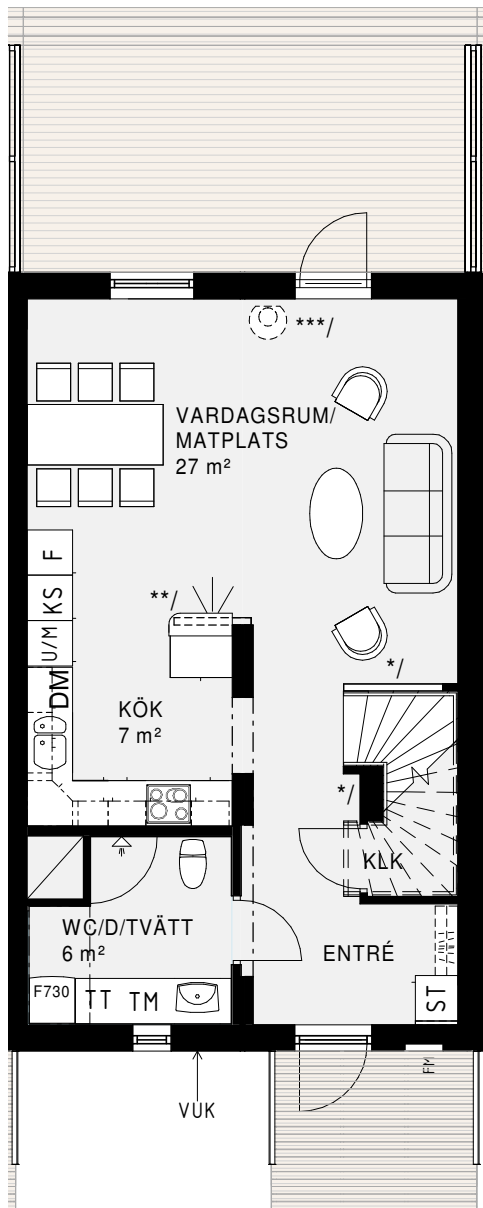 ***/
VARDAGSRUM/
MATPLATS
27 m²
F
KS
U/M
DM
**/
*/
KÖK
7 m²
*/
KLK
WC/D/TVÄTT
6 m²
ENTRÉ
F730
TT
TM
ST
FM
VUK